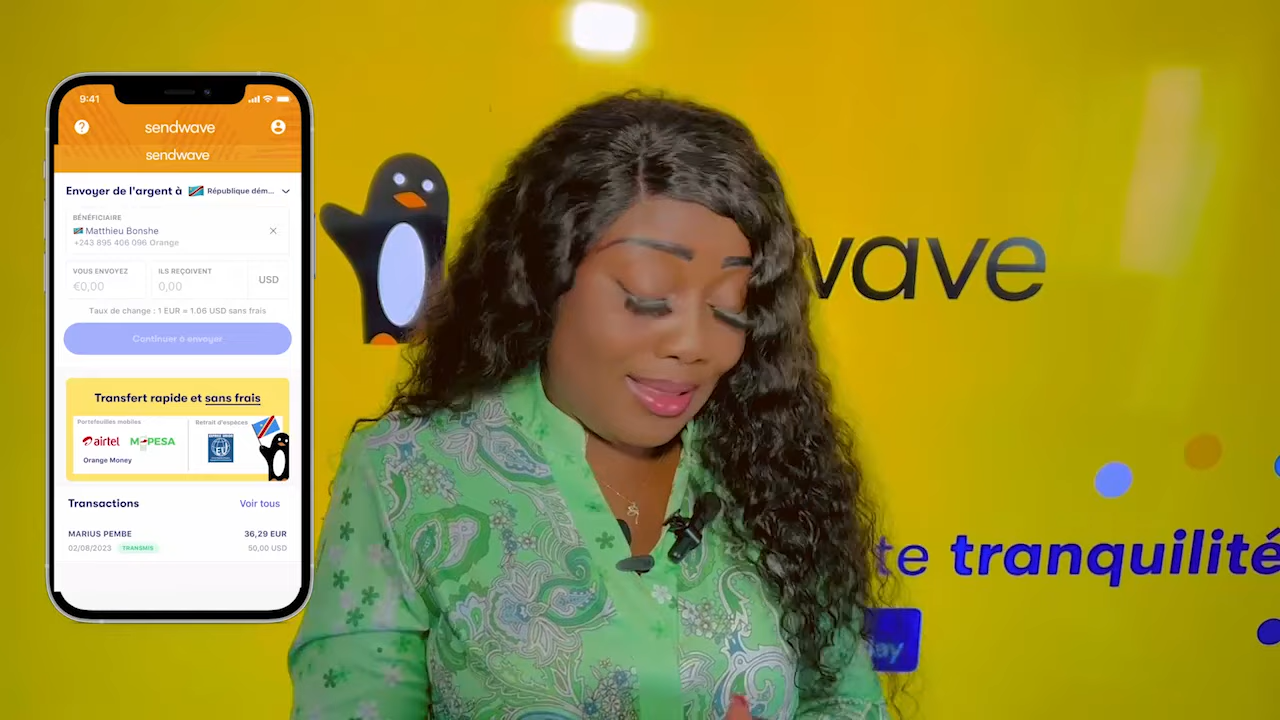 9:41
sendwave
sendwave
Envoyer de l'argent à République dém...
BÉNÉFICIAIRE
Matthieu Bonshe
+243 895 406 096 Orange
VOUS ENVOYEZ
ILS REÇOIVENT
€0,00
0,00
USD
Taux de change : 1 EUR = 1.06 USD sans frais
Continuer à envoyer
Transfert rapide et sans frais
Portefeuilles mobiles
Retrait d'espèces
airtel
M-PESA
Orange Money
Transactions
Voir tous
MARIUS PEMBE
36,29 EUR
02/08/2023
TRANSMIS
50,00 USD
wave
te tranquilité
ay